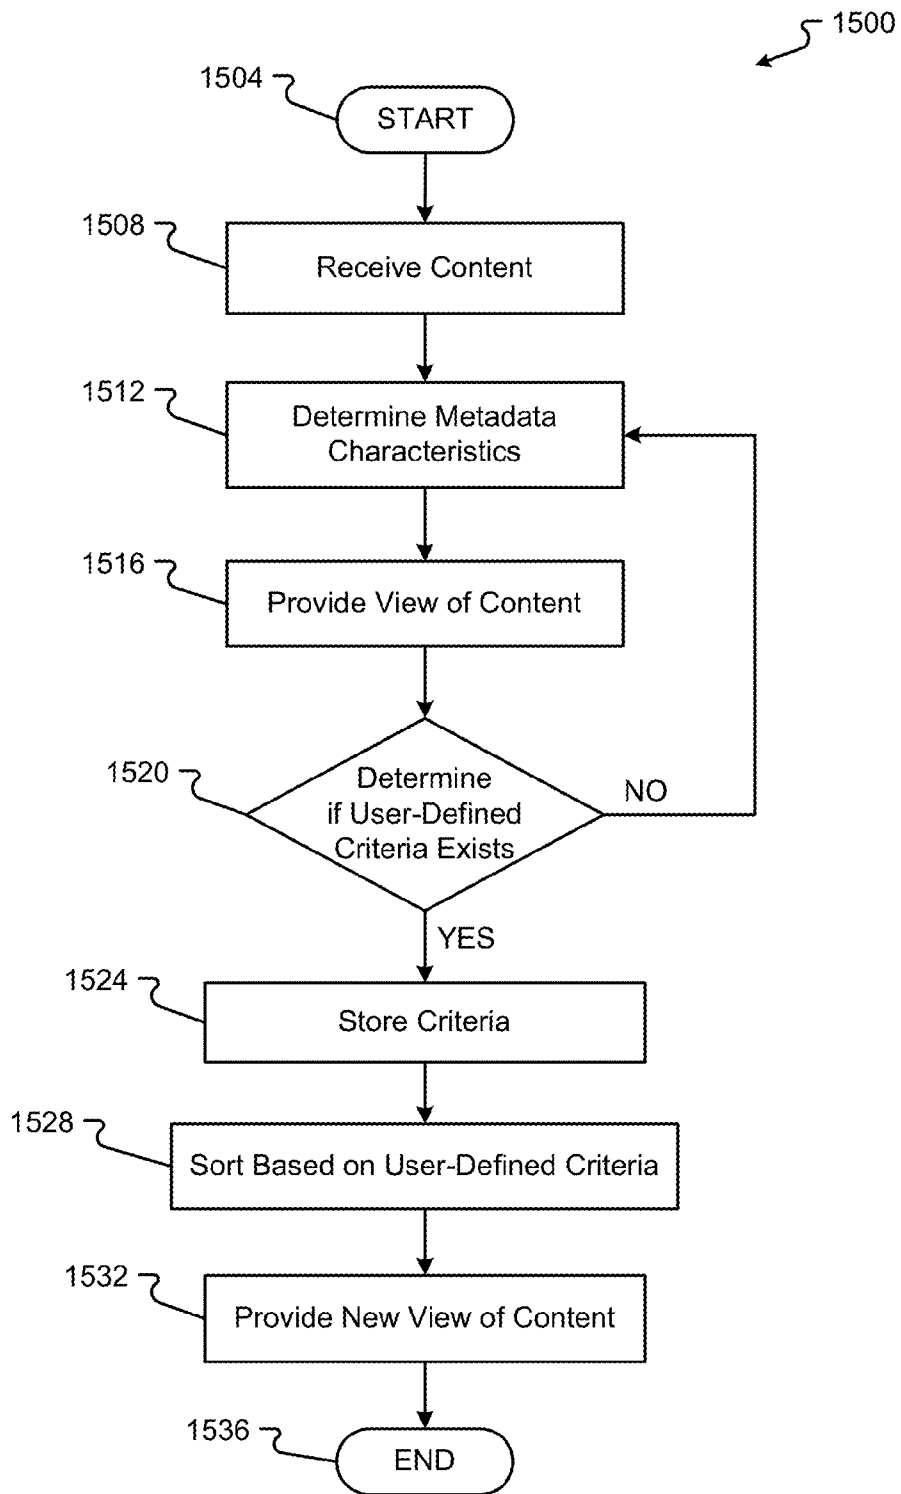 1500
1504
START
1508
Receive Content
1512
Determine Metadata
Characteristics
1516
Provide View of Content
1520
Determine
if User-Defined
Criteria Exists
NO
YES
1524
Store Criteria
1528
Sort Based on User-Defined Criteria
1532
Provide New View of Content
1536
END